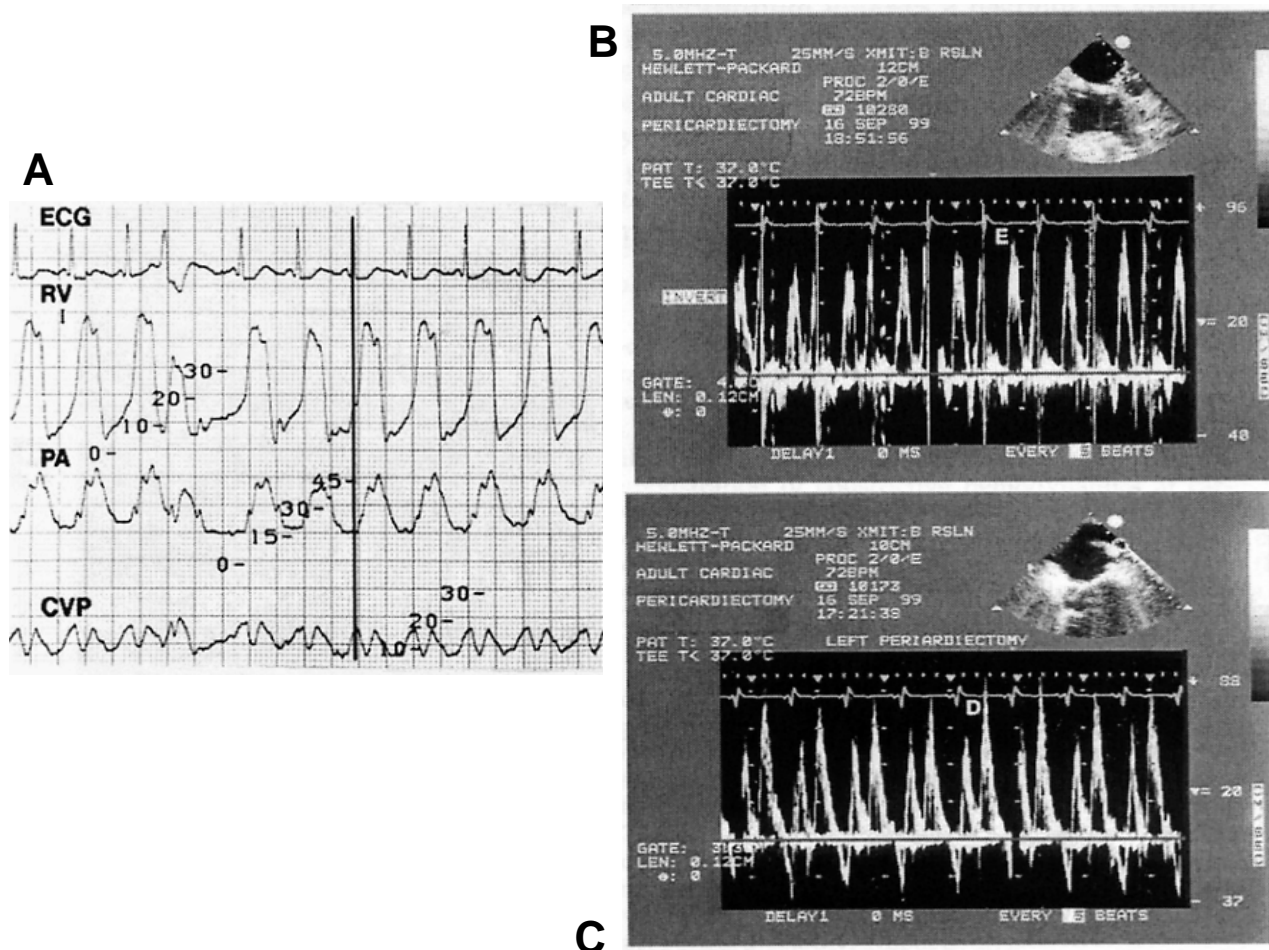 A
ECG
RV
I
30-
20-
10-
0-
PA
45-
30-
15-
0-
CVP
30-
20-
10-
B
5.0MHZ-T 25MM/S XMIT:B RSLN
HEWLETT-PACKARD 12CM
PROC 2/0/E
ADULT CARDIAC 72BPM
10280
PERICARDIECTOMY 16 SEP 99
18:51:56
PAT T: 37.0°C
TEE T< 37.0°C
96
E
INVERT
20
GATE:
LEN: 0.12CM
: 0
40
DELAY1 0 MS EVERY BEATS
5.0MHZ-T 25MM/S XMIT:B RSLN
HEWLETT-PACKARD 10CM
PROC 2/0/E
ADULT CARDIAC 72BPM
10173
PERICARDIECTOMY 16 SEP 99
17:21:38
PAT T: 37.0°C LEFT PERIARDIECTOMY
TEE T< 37.0°C
88
D
20
GATE:
LEN: 0.12CM
: 0
37
DELAY1 0 MS EVERY BEATS
C